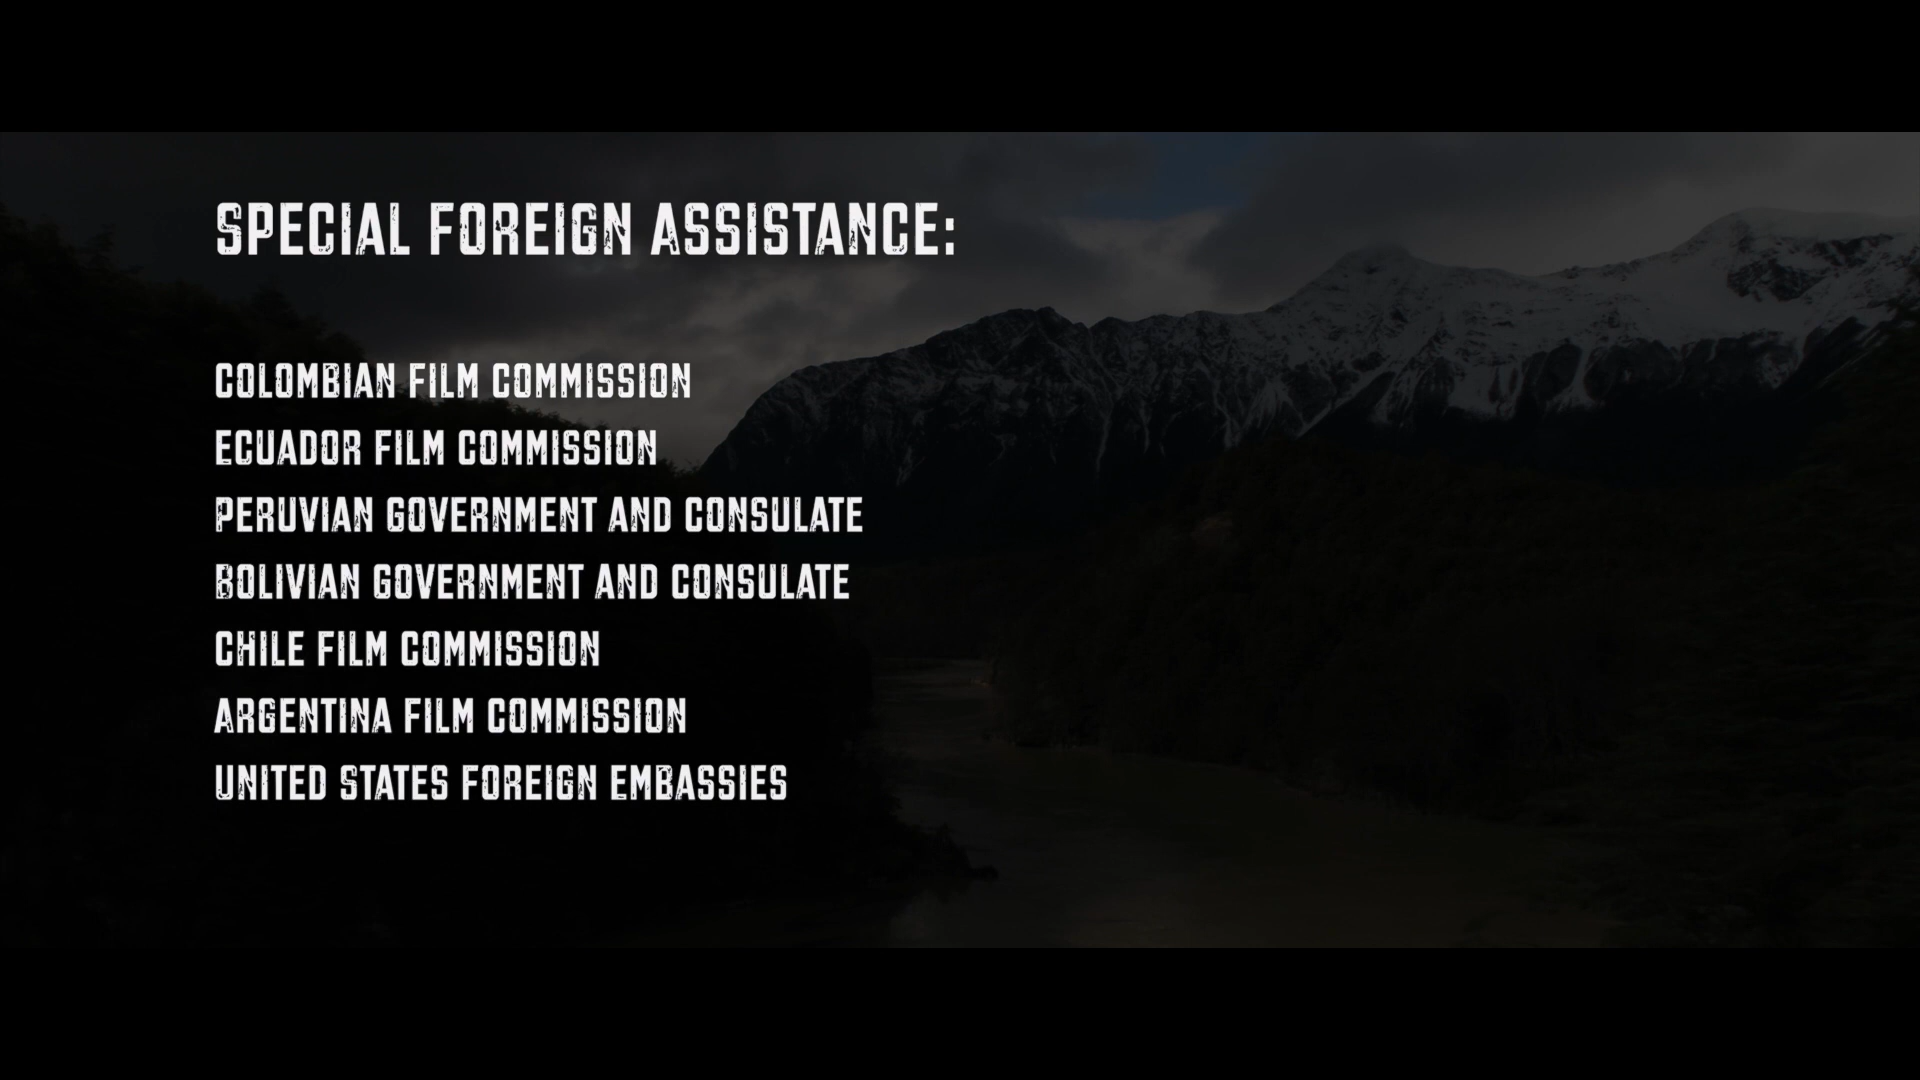 SPECIAL FOREIGN ASSISTANCE:
COLOMBIAN FILM COMMISSION
ECUADOR FILM COMMISSION
PERUVIAN GOVERNMENT AND CONSULATE
BOLIVIAN GOVERNMENT AND CONSULATE
CHILE FILM COMMISSION
ARGENTINA FILM COMMISSION
UNITED STATES FOREIGN EMBASSIES